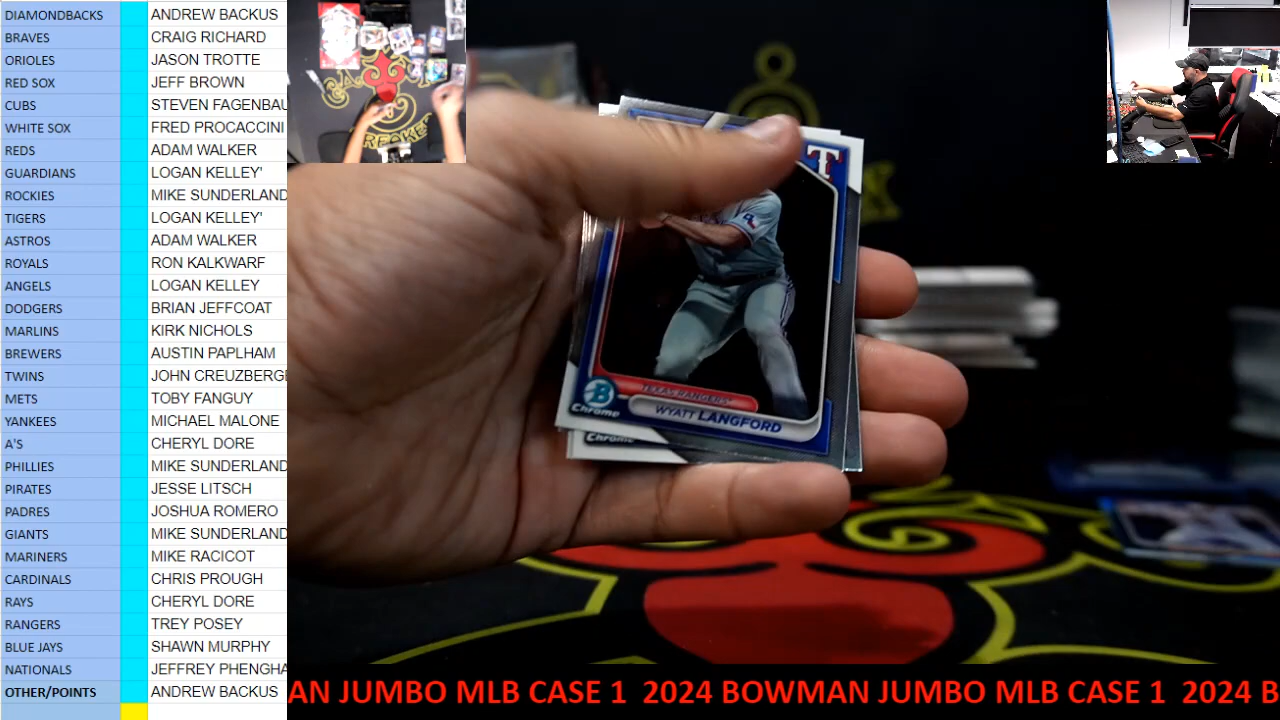 DIAMONDBACKS ANDREW BACKUS
BRAVES CRAIG RICHARD
ORIOLES JASON TROTTE
RED SOX JEFF BROWN
CUBS STEVEN FAGENBAU
WHITE SOX FRED PROCACCINI
REDS ADAM WALKER
GUARDIANS LOGAN KELLEY'
ROCKIES MIKE SUNDERLAND
TIGERS LOGAN KELLEY'
ASTROS ADAM WALKER
ROYALS RON KALKWARF
ANGELS LOGAN KELLEY
DODGERS BRIAN JEFFCOAT
MARLINS KIRK NICHOLS
BREWERS AUSTIN PAPLHAM
TWINS JOHN CREUZBERGE
METS TOBY FANGUY
YANKEES MICHAEL MALONE
A'S CHERYL DORE
PHILLIES MIKE SUNDERLAND
PIRATES JESSE LITSCH
PADRES JOSHUA ROMERO
GIANTS MIKE SUNDERLAND
MARINERS MIKE RACICOT
CARDINALS CHRIS PROUGH
RAYS CHERYL DORE
RANGERS TREY POSEY
BLUE JAYS SHAWN MURPHY
NATIONALS JEFFREY PHENGHA
OTHER/POINTS ANDREW BACKUS
T
TEXAS RANGERS
B
Chrome
WYATT LANGFORD
Chrome
AN JUMBO MLB CASE 1 2024 BOWMAN JUMBO MLB CASE 1 2024 B